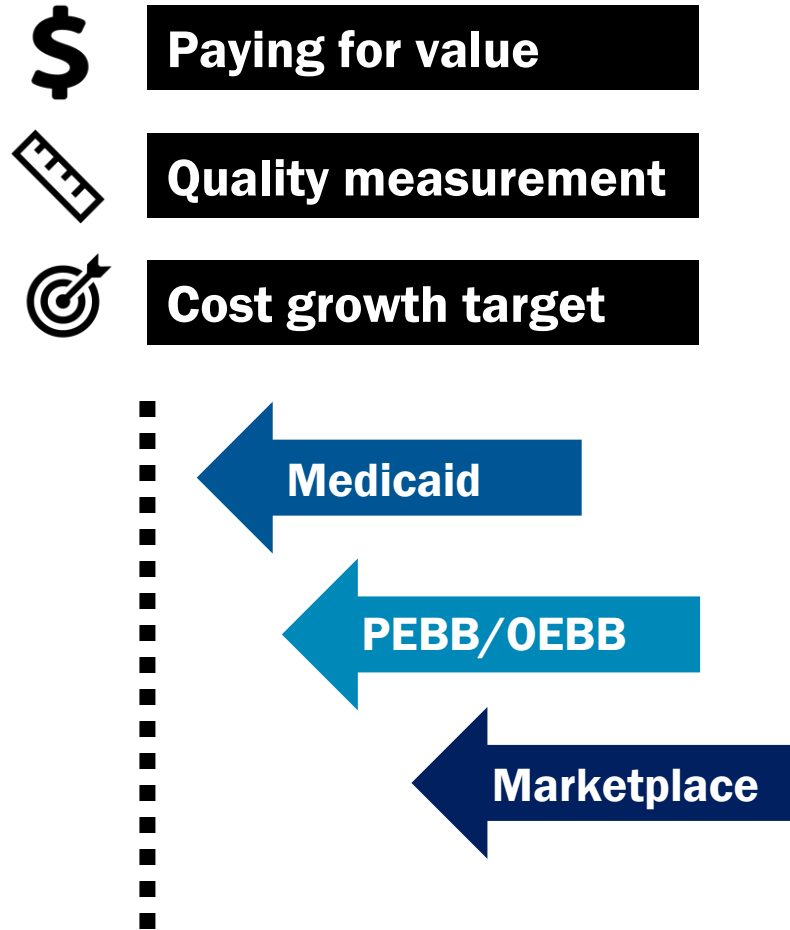 $
Paying for value
Quality measurement
Cost growth target
Medicaid
PEBB/OEBB
Marketplace